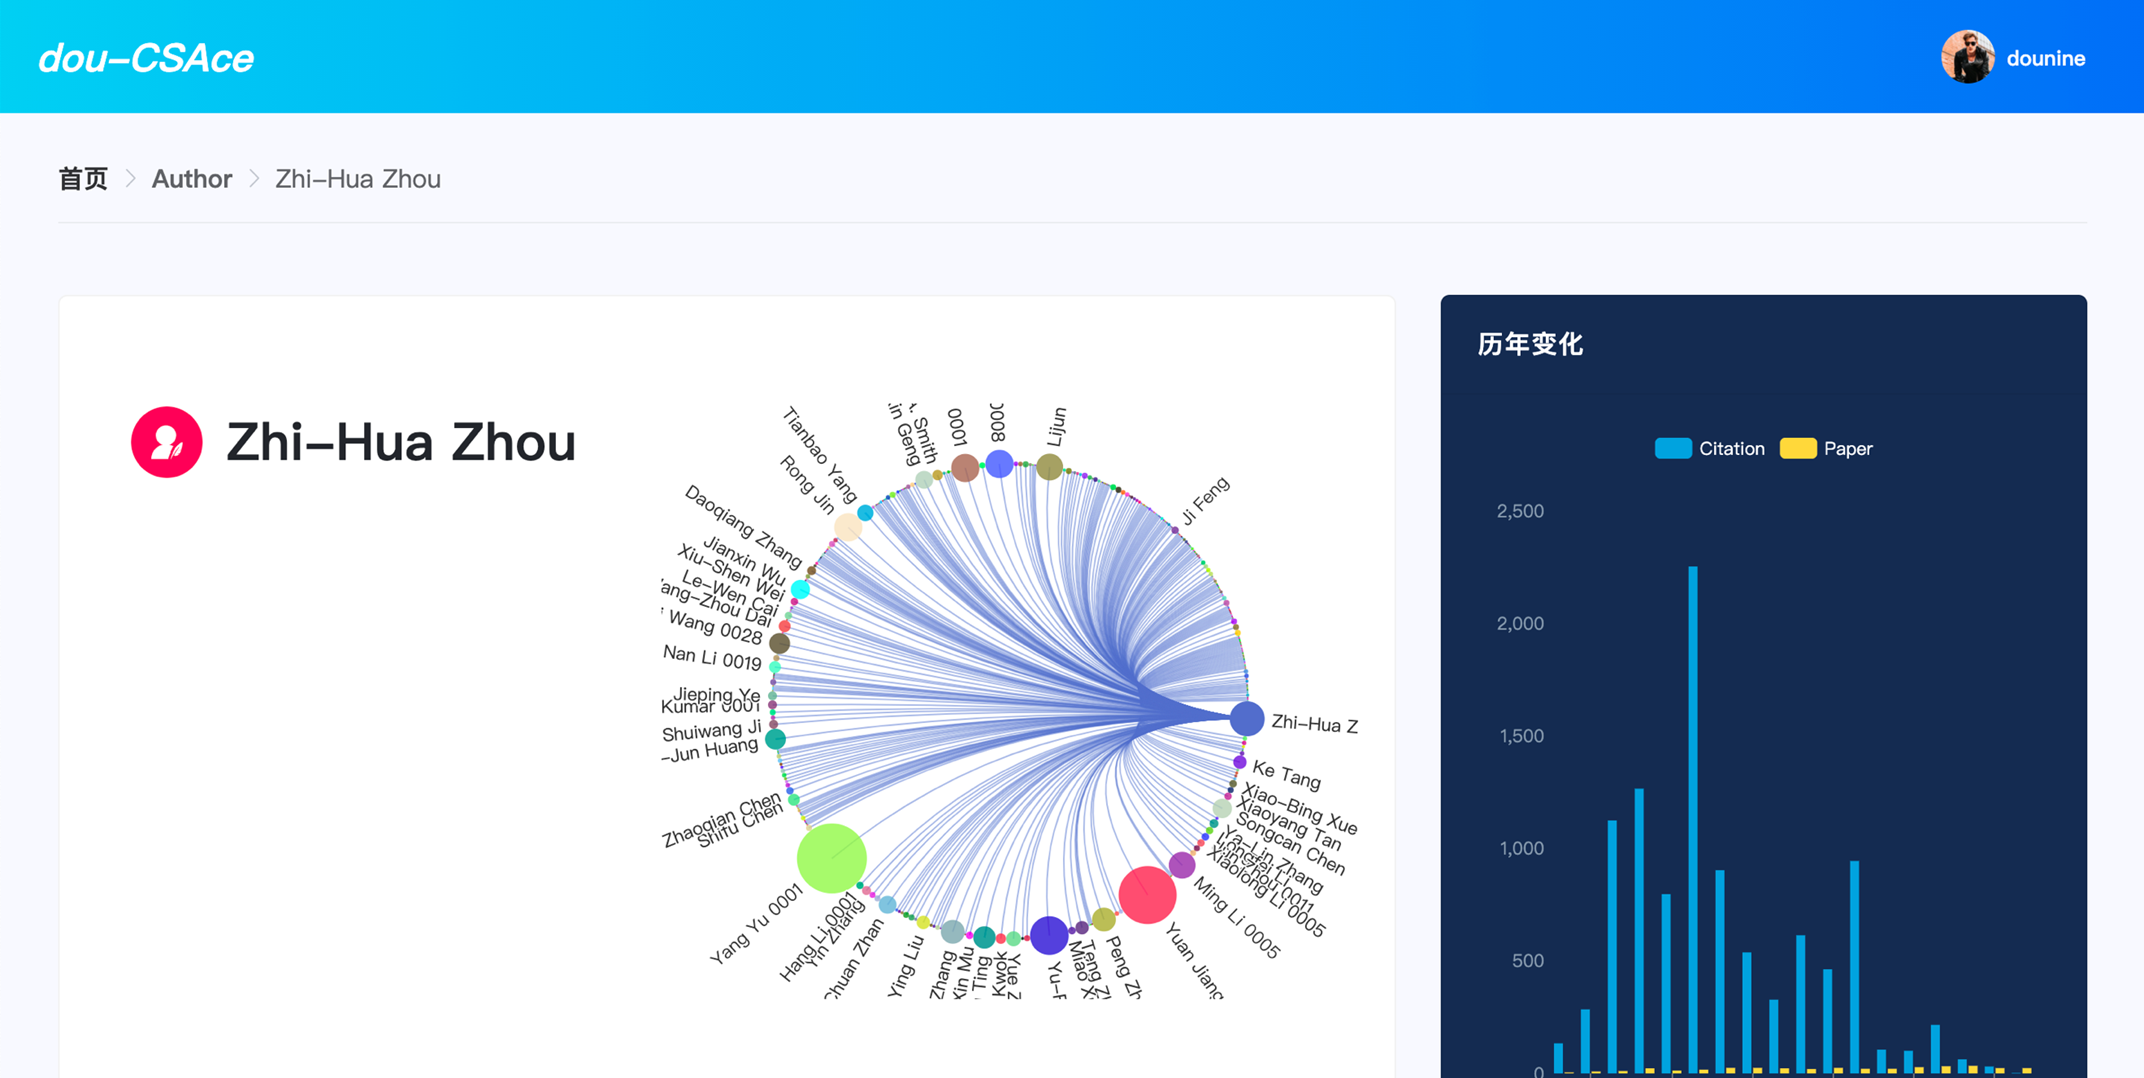 dou-CSAce
dounine
首页 > Author > Zhi-Hua Zhou
Zhi-Hua Zhou
Tianbao Yang
Rong Jin
Daoqiang Zhang
Jianxin Wu
Xiu-Shen Wei
Le-Wen Cai
ang-Zhou Dai
Wang 0028
Nan Li 0019
Jieping Ye
Kumar 0001
Shuiwang Ji
-Jun Huang
Zhaoqian Chen
Shifu Chen
Yang Yu 0001
Hang Li 0001
Yin Zhang
Chuan Zhan
Ying Liu
Zhang
Xin Mu
Ting
Kwok
Yue Z
Yu-F
Miao X
Teng Z
Peng Zh
Yuan Jiang
Ming Li 0005
Xiaolong Li 0005
Ya-Lin Zhang
Songcan Chen
Xiaoyang Tan
Xiao-Bing Xue
Ke Tang
Zhi-Hua Z
Ji Feng
Lijun
0008
0001
Smith
in Geng
历年变化
Citation
Paper
2,500
2,000
1,500
1,000
500
0